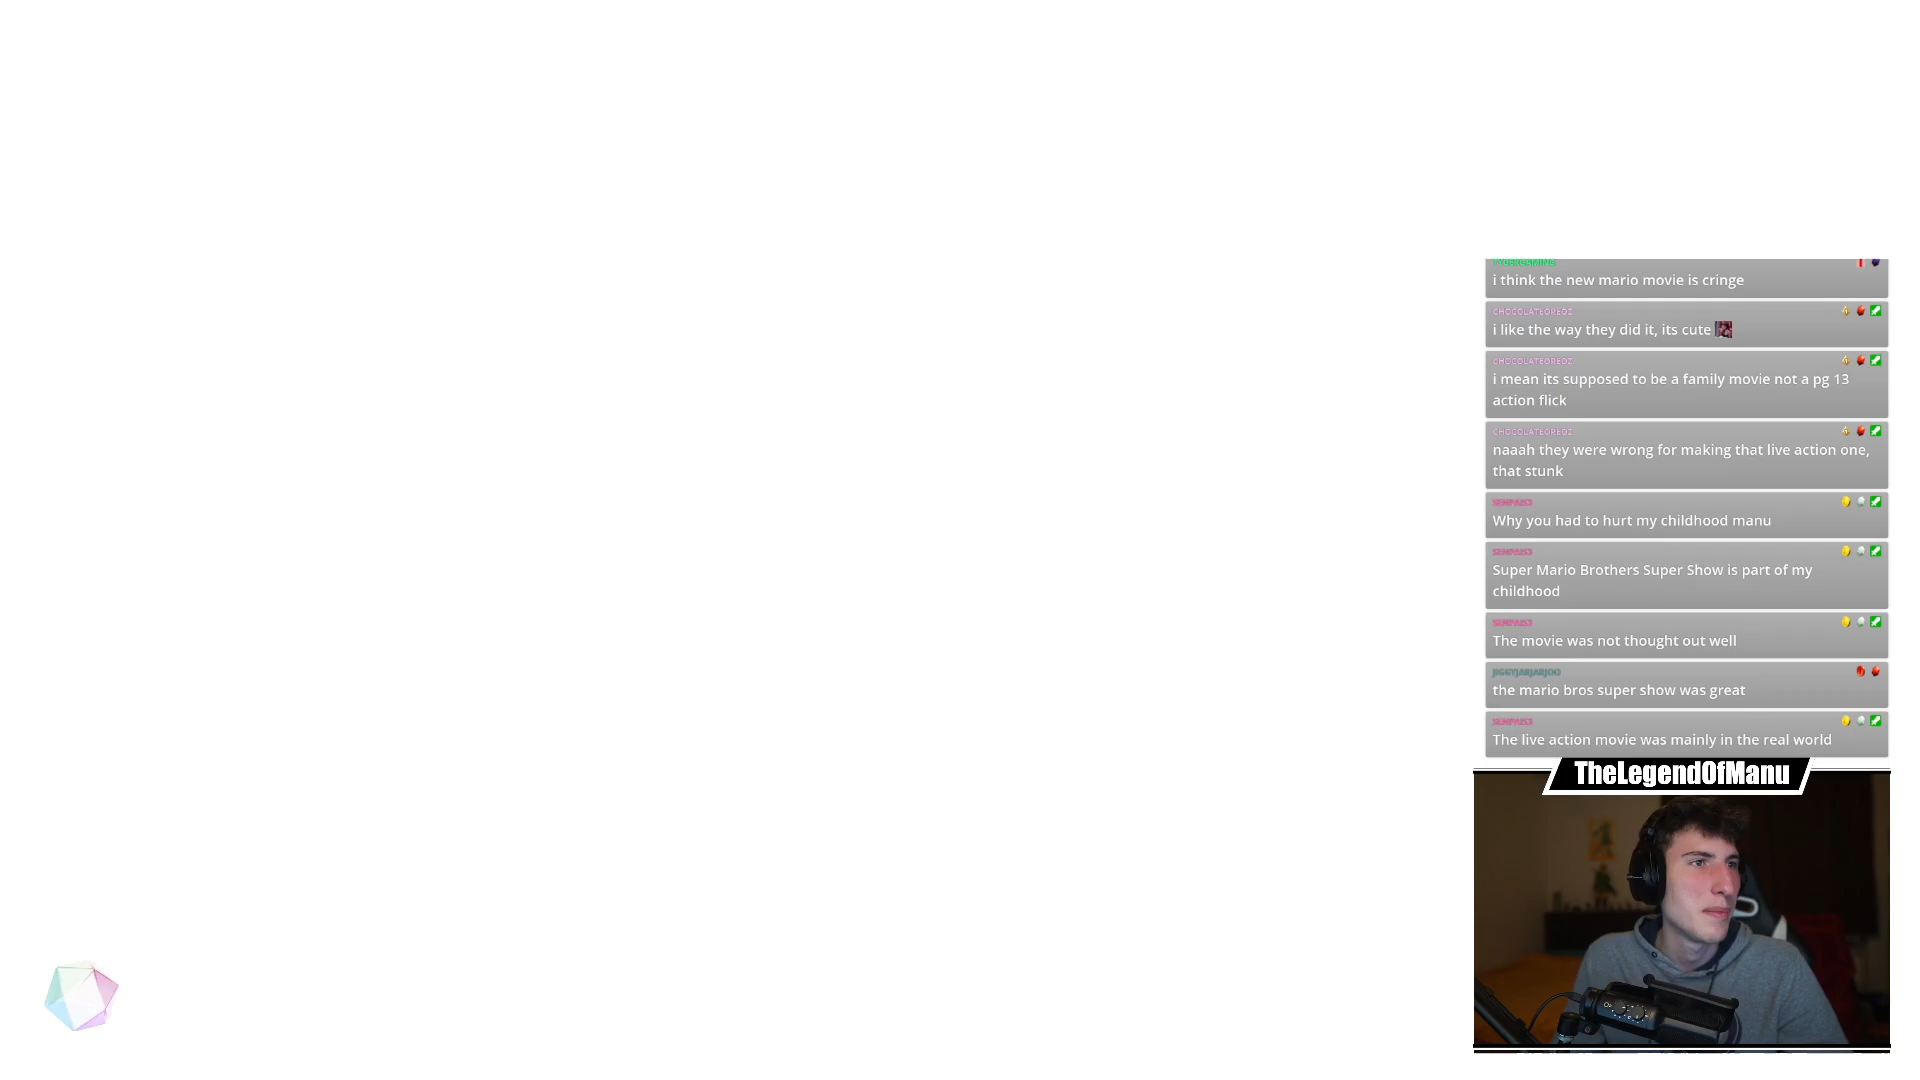 i think the new mario movie is cringe
CHOCOLATEOREOZ
i like the way they did it, its cute
CHOCOLATEOREOZ
i mean its supposed to be a family movie not a pg 13
action flick
CHOCOLATEOREOZ
naaah they were wrong for making that live action one,
that stunk
Why you had to hurt my childhood manu
Super Mario Brothers Super Show is part of my
childhood
The movie was not thought out well
JIGGYJARJARJOO
the mario bros super show was great
The live action movie was mainly in the real world
TheLegendOfManu